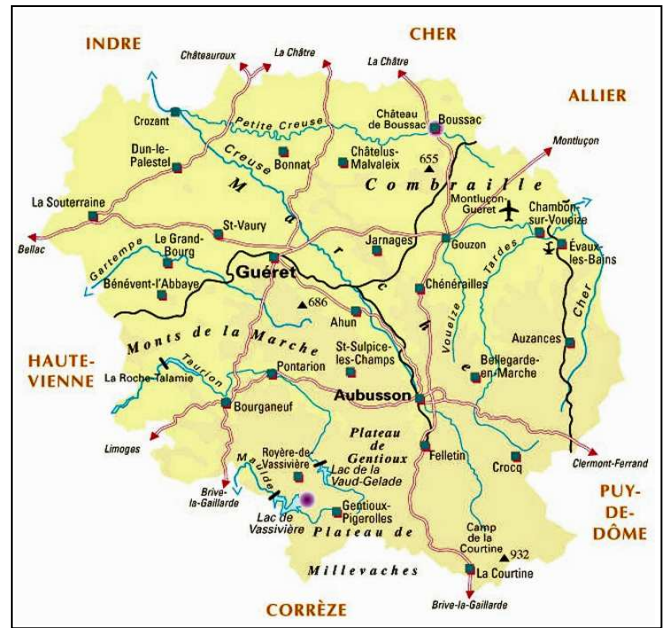 INDRE
Châteauroux
La Châtre
CHER
La Châtre
ALLIER
Crozant
Petite Creuse
Château
de Boussac
Boussac
Montluçon
Dun-le-
Palestel
Creuse
Bonnat
Châtelus-
Malvaleix
655
Combraille
Marche
La Souterraine
St-Vaury
Montluçon-
Guéret
Chambon-
sur-Voueize
Bellac
Gartempe
Le Grand-
Bourg
Jarnages
Gouzon
Tardes
Évaux-
les-Bains
Guéret
Bénévent-l'Abbaye
686
Chénérailles
Voueize
Cher
Ahun
Monts de la Marche
St-Sulpice-
les-Champs
Auzances
HAUTE-
VIENNE
La Roche-Talamie
Taurion
Pontarion
Bellegarde-
en-Marche
Bourganeuf
Aubusson
Limoges
Plateau
de
Gentioux
Felletin
Crocq
Clermont-Ferrand
Royère-de-
Vassivière
Maulde
Lac de la
Vaud-Gelade
Brive-
la-Gaillarde
Lac de
Vassivière
Gentioux-
Pigerolles
PUY-
DE-
DÔME
Plateau de
Millevaches
Camp
de la
Courtine
932
La Courtine
CORRÈZE
Brive-la-Gaillarde